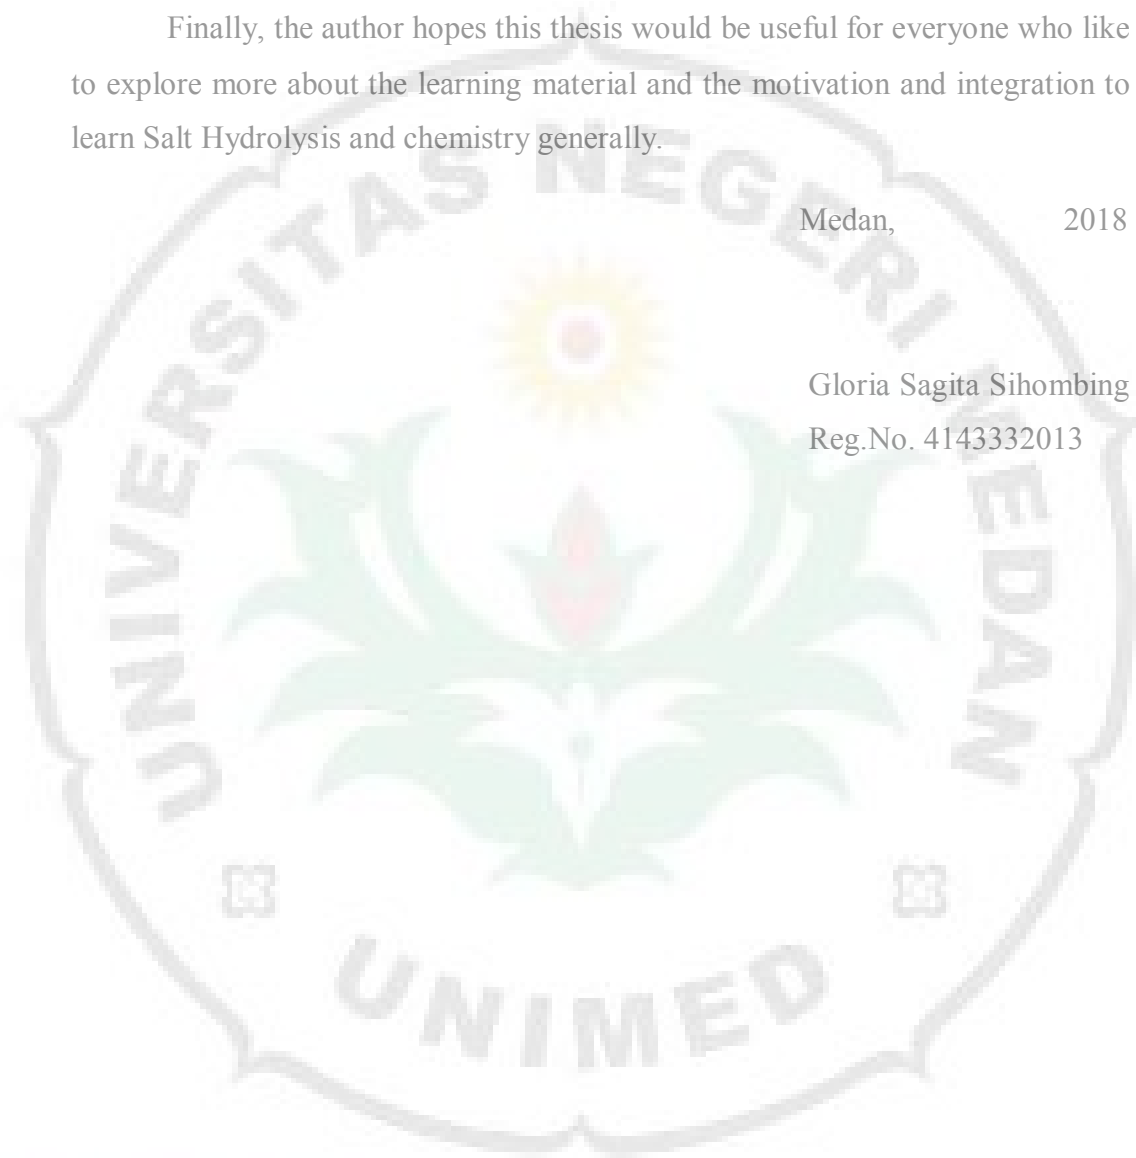 Finally, the author hopes this thesis would be useful for everyone who like
to explore more about the learning material and the motivation and integration to
learn Salt Hydrolysis and chemistry generally.
Medan, 2018
Gloria Sagita Sihombing
Reg.No. 4143332013
UNIVERSITAS NEGERI MEDAN
UNIMED